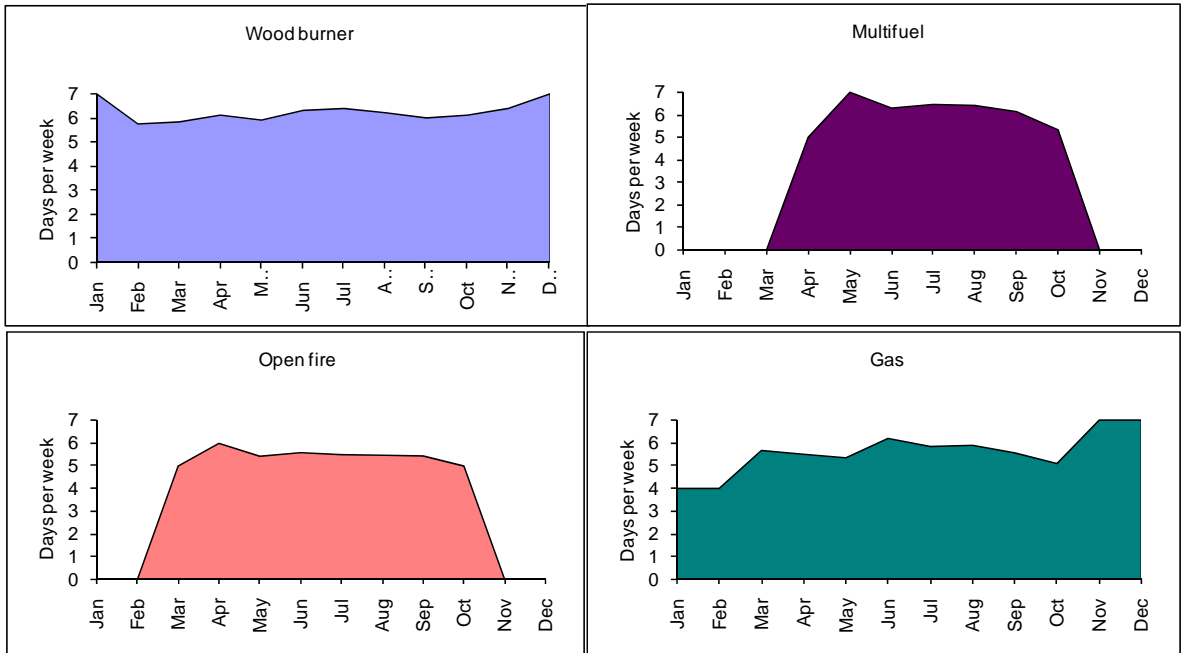 Wood burner
Days per week
7
6
5
4
3
2
1
0
Jan
Feb
Mar
Apr
M..
Jun
Jul
A..
S..
Oct
N..
D..
Multifuel
Days per week
7
6
5
4
3
2
1
0
Jan
Feb
Mar
Apr
May
Jun
Jul
Aug
Sep
Oct
Nov
Dec
Open fire
Days per week
7
6
5
4
3
2
1
0
Jan
Feb
Mar
Apr
May
Jun
Jul
Aug
Sep
Oct
Nov
Dec
Gas
Days per week
7
6
5
4
3
2
1
0
Jan
Feb
Mar
Apr
May
Jun
Jul
Aug
Sep
Oct
Nov
Dec